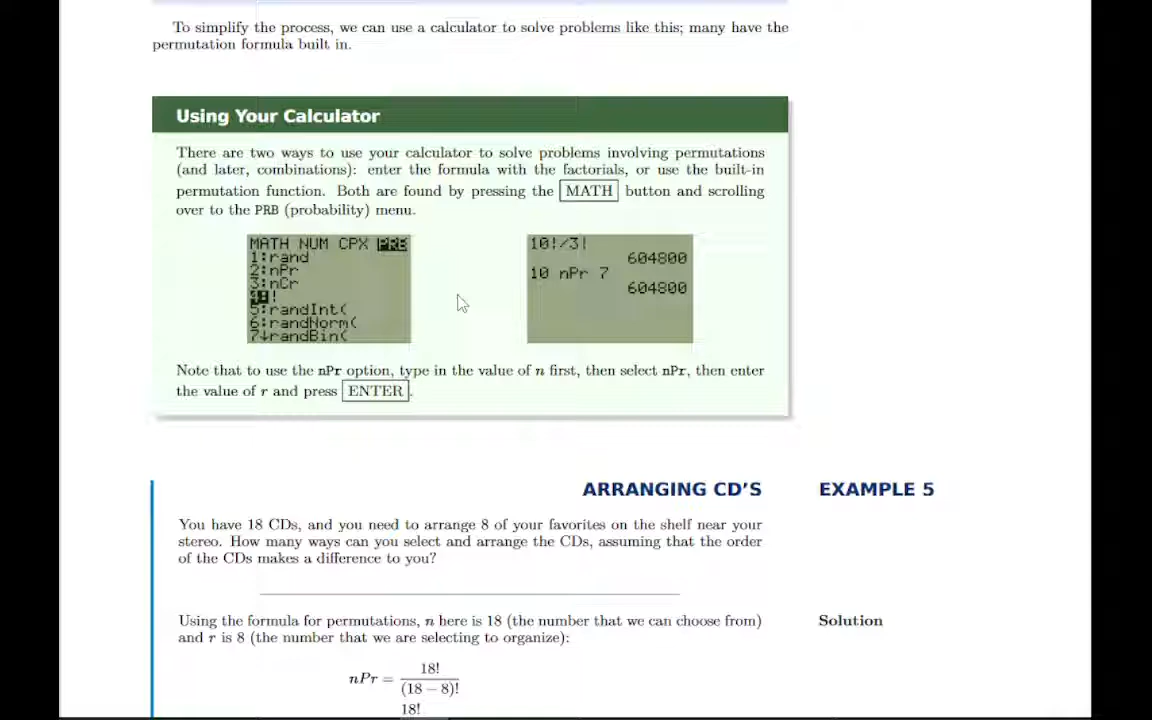 To simplify the process, we can use a calculator to solve problems like this; many have the
permutation formula built in.
Using Your Calculator
There are two ways to use your calculator to solve problems involving permutations
(and later, combinations): enter the formula with the factorials, or use the built-in
permutation function. Both are found by pressing the MATH button and scrolling
over to the PRB (probability) menu.
MATH NUM CPX PRB
1:rand
2:nPr
3:nCr
4:!
5:randInt(
6:randNorm(
7↓randBin(
10!/3!
604800
10 nPr 7
604800
Note that to use the nPr option, type in the value of n first, then select nPr, then enter
the value of r and press ENTER.
ARRANGING CD'S
EXAMPLE 5
You have 18 CDs, and you need to arrange 8 of your favorites on the shelf near your
stereo. How many ways can you select and arrange the CDs, assuming that the order
of the CDs makes a difference to you?
Using the formula for permutations, n here is 18 (the number that we can choose from)
and r is 8 (the number that we are selecting to organize):
Solution
nPr = 18!
(18 − 8)!
18!